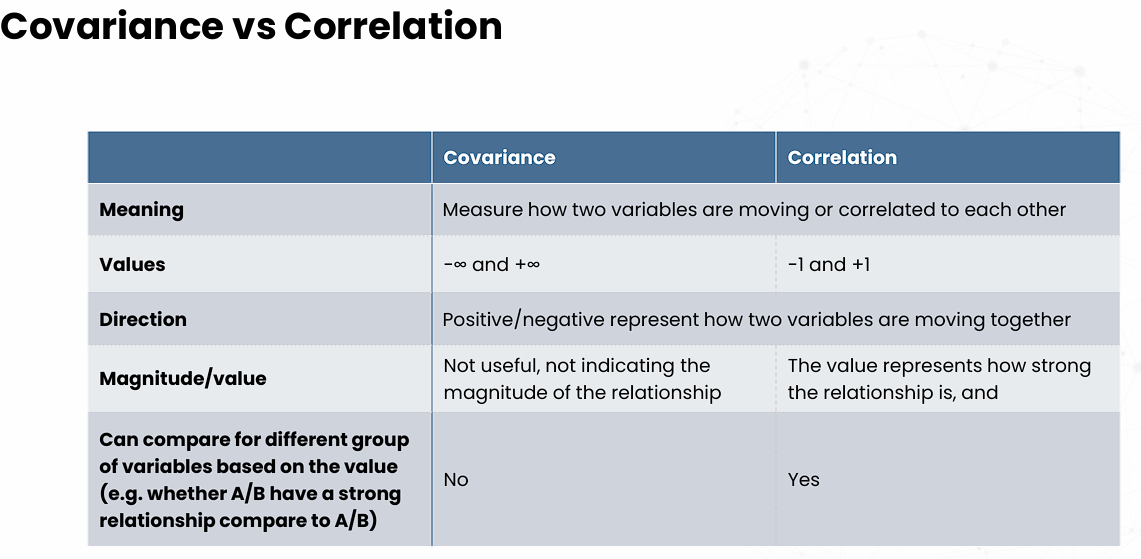 Covariance vs Correlation
Covariance
Correlation
Meaning
Measure how two variables are moving or correlated to each other
Values
-∞ and +∞
-1 and +1
Direction
Positive/negative represent how two variables are moving together
Magnitude/value
Not useful, not indicating the
magnitude of the relationship
The value represents how strong
the relationship is, and
Can compare for different group
of variables based on the value
(e.g. whether A/B have a strong
relationship compare to A/B)
No
Yes